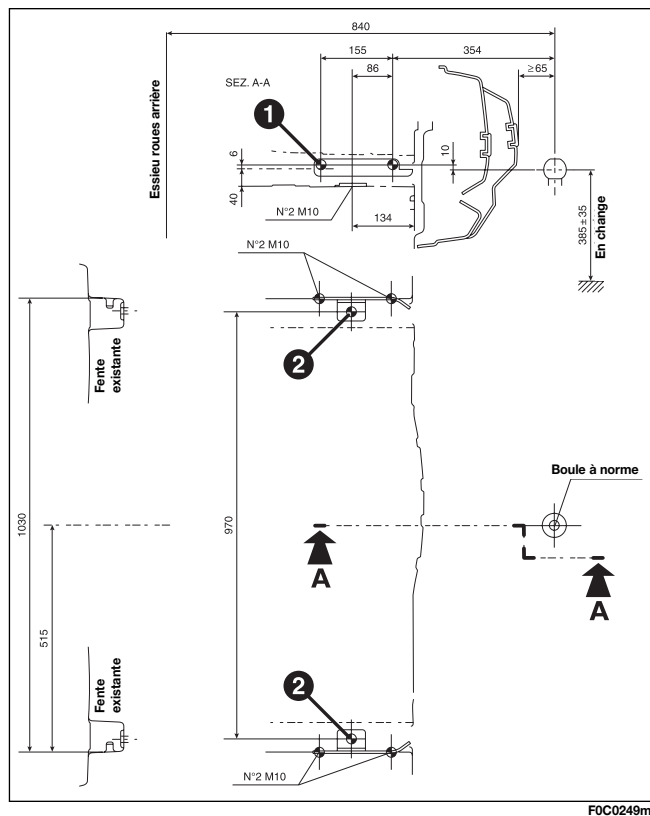 840
155
354
86
≥65
SEZ. A-A
Essieu roues arrière
1
6
40
10
N°2 M10
134
385±35
En charge
N°2 M10
2
Fente
existante
1030
970
515
Boule à norme
A
A
Fente
existante
2
N°2 M10
F0C0249m